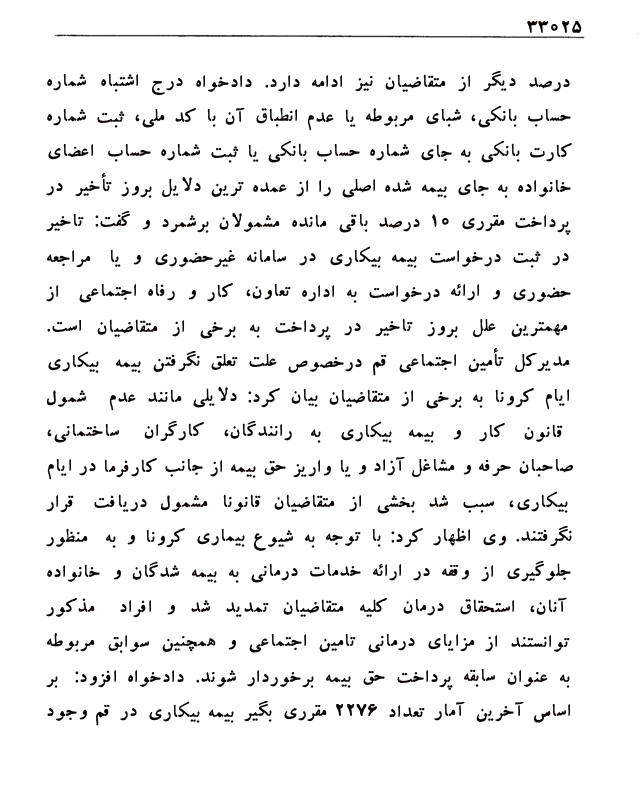 ۳۳۰۲۵
درصد دیگر از متقاضیان نیز ادامه دارد. دادخواه درج اشتباه شماره
حساب بانکی، شبای مربوطه یا عدم انطباق آن با کد ملی، ثبت شماره
کارت بانکی به جای شماره حساب بانکی یا ثبت شماره حساب اعضای
خانواده به جای بیمه شده اصلی را از عمده ترین دلایل بروز تأخیر در
پرداخت مقرری ۱۰ درصد باقی مانده مشمولان برشمرد و گفت: تاخیر
در ثبت درخواست بیمه بیکاری در سامانه غیرحضوری و یا مراجعه
حضوری و ارائه درخواست به اداره تعاون، کار و رفاه اجتماعی از
مهمترین علل بروز تاخیر در پرداخت به برخی از متقاضیان است.
مدیرکل تأمین اجتماعی قم درخصوص علت تعلق نگرفتن بیمه بیکاری
ایام کرونا به برخی از متقاضیان بیان کرد: دلایلی مانند عدم شمول
قانون کار و بیمه بیکاری به رانندگان، کارگران ساختمانی،
صاحبان حرفه و مشاغل آزاد و یا واریز حق بیمه از جانب کارفرما در ایام
بیکاری، سبب شد بخشی از متقاضیان قانونا مشمول دریافت قرار
نگرفتند. وی اظهار کرد: با توجه به شیوع بیماری کرونا و به منظور
جلوگیری از وقفه در ارائه خدمات درمانی به بیمه شدگان و خانواده
آنان، استحقاق درمان کلیه متقاضیان تمدید شد و افراد مذکور
توانستند از مزایای درمانی تامین اجتماعی و همچنین سوابق مربوطه
به عنوان سابقه پرداخت حق بیمه برخوردار شوند. دادخواه افزود: بر
اساس آخرین آمار تعداد ۲۲۷۶ مقرری بگیر بیمه بیکاری در قم وجود